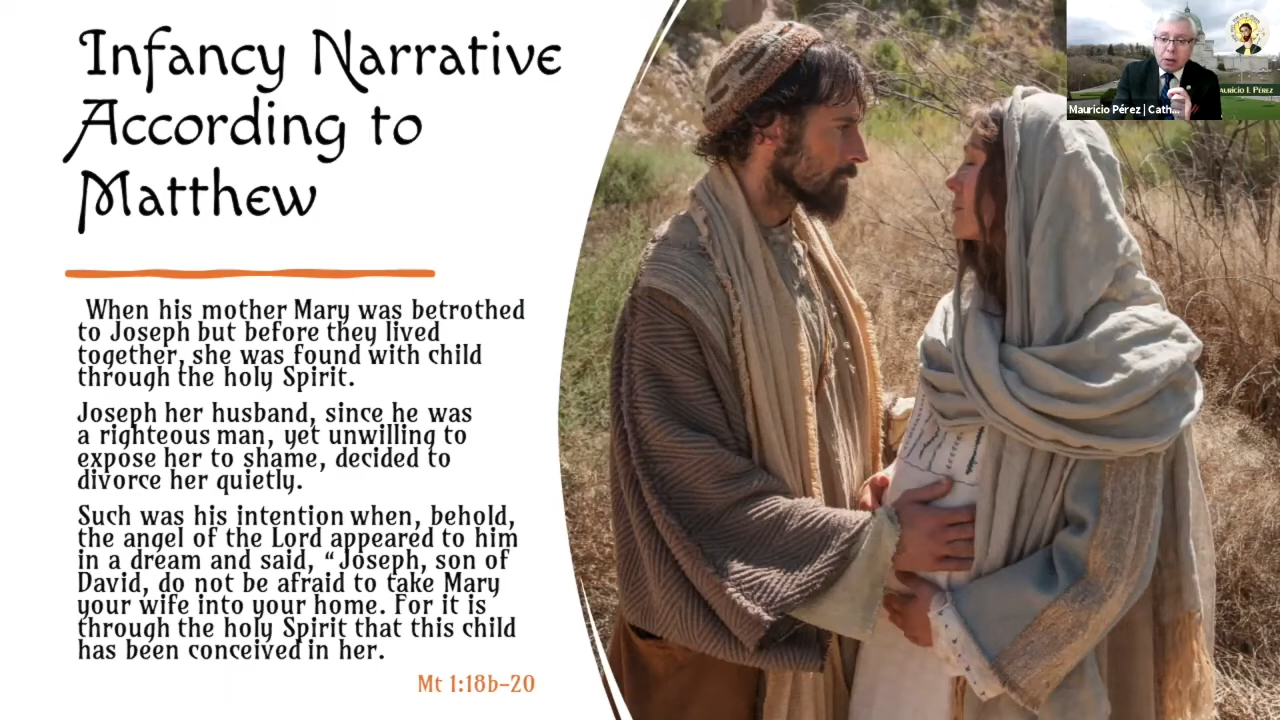 Infancy Narrative
According to
Matthew
When his mother Mary was betrothed
to Joseph but before they lived
together, she was found with child
through the holy Spirit.
Joseph her husband, since he was
a righteous man, yet unwilling to
expose her to shame, decided to
divorce her quietly.
Such was his intention when, behold,
the angel of the Lord appeared to him
in a dream and said, “ Joseph, son of
David, do not be afraid to take Mary
your wife into your home. For it is
through the holy Spirit that this child
has been conceived in her.
Mt 1:18b-20
Mauricio Pérez | Cath...
AURICIO I. PÉREZ